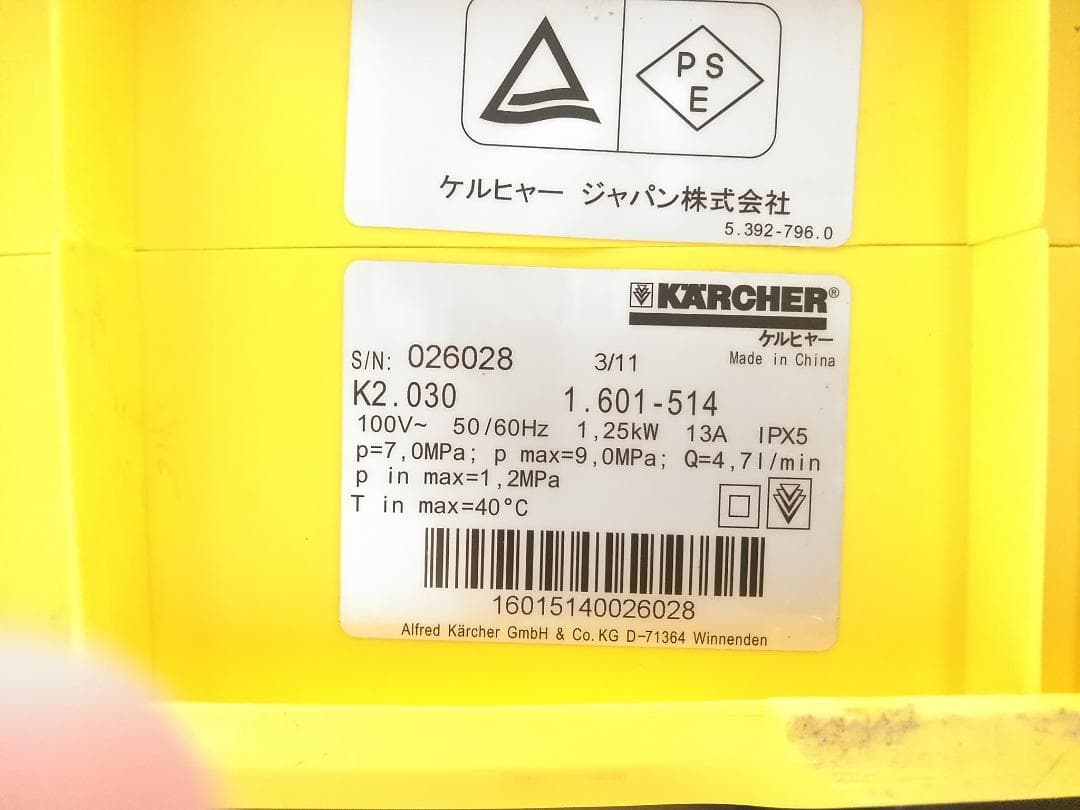 PS
E
ケルヒャー ジャパン株式会社
5.392-796.0
KÄRCHER®
ケルヒャー
S/N: 026028 3/11 Made in China
K2.030 1.601-514
100V~ 50/60Hz 1,25kW 13A IPX5
p=7,0MPa; p max=9,0MPa; Q=4,7l/min
p in max=1,2MPa
T in max=40°C
16015140026028
Alfred Kärcher GmbH & Co. KG D-71364 Winnenden